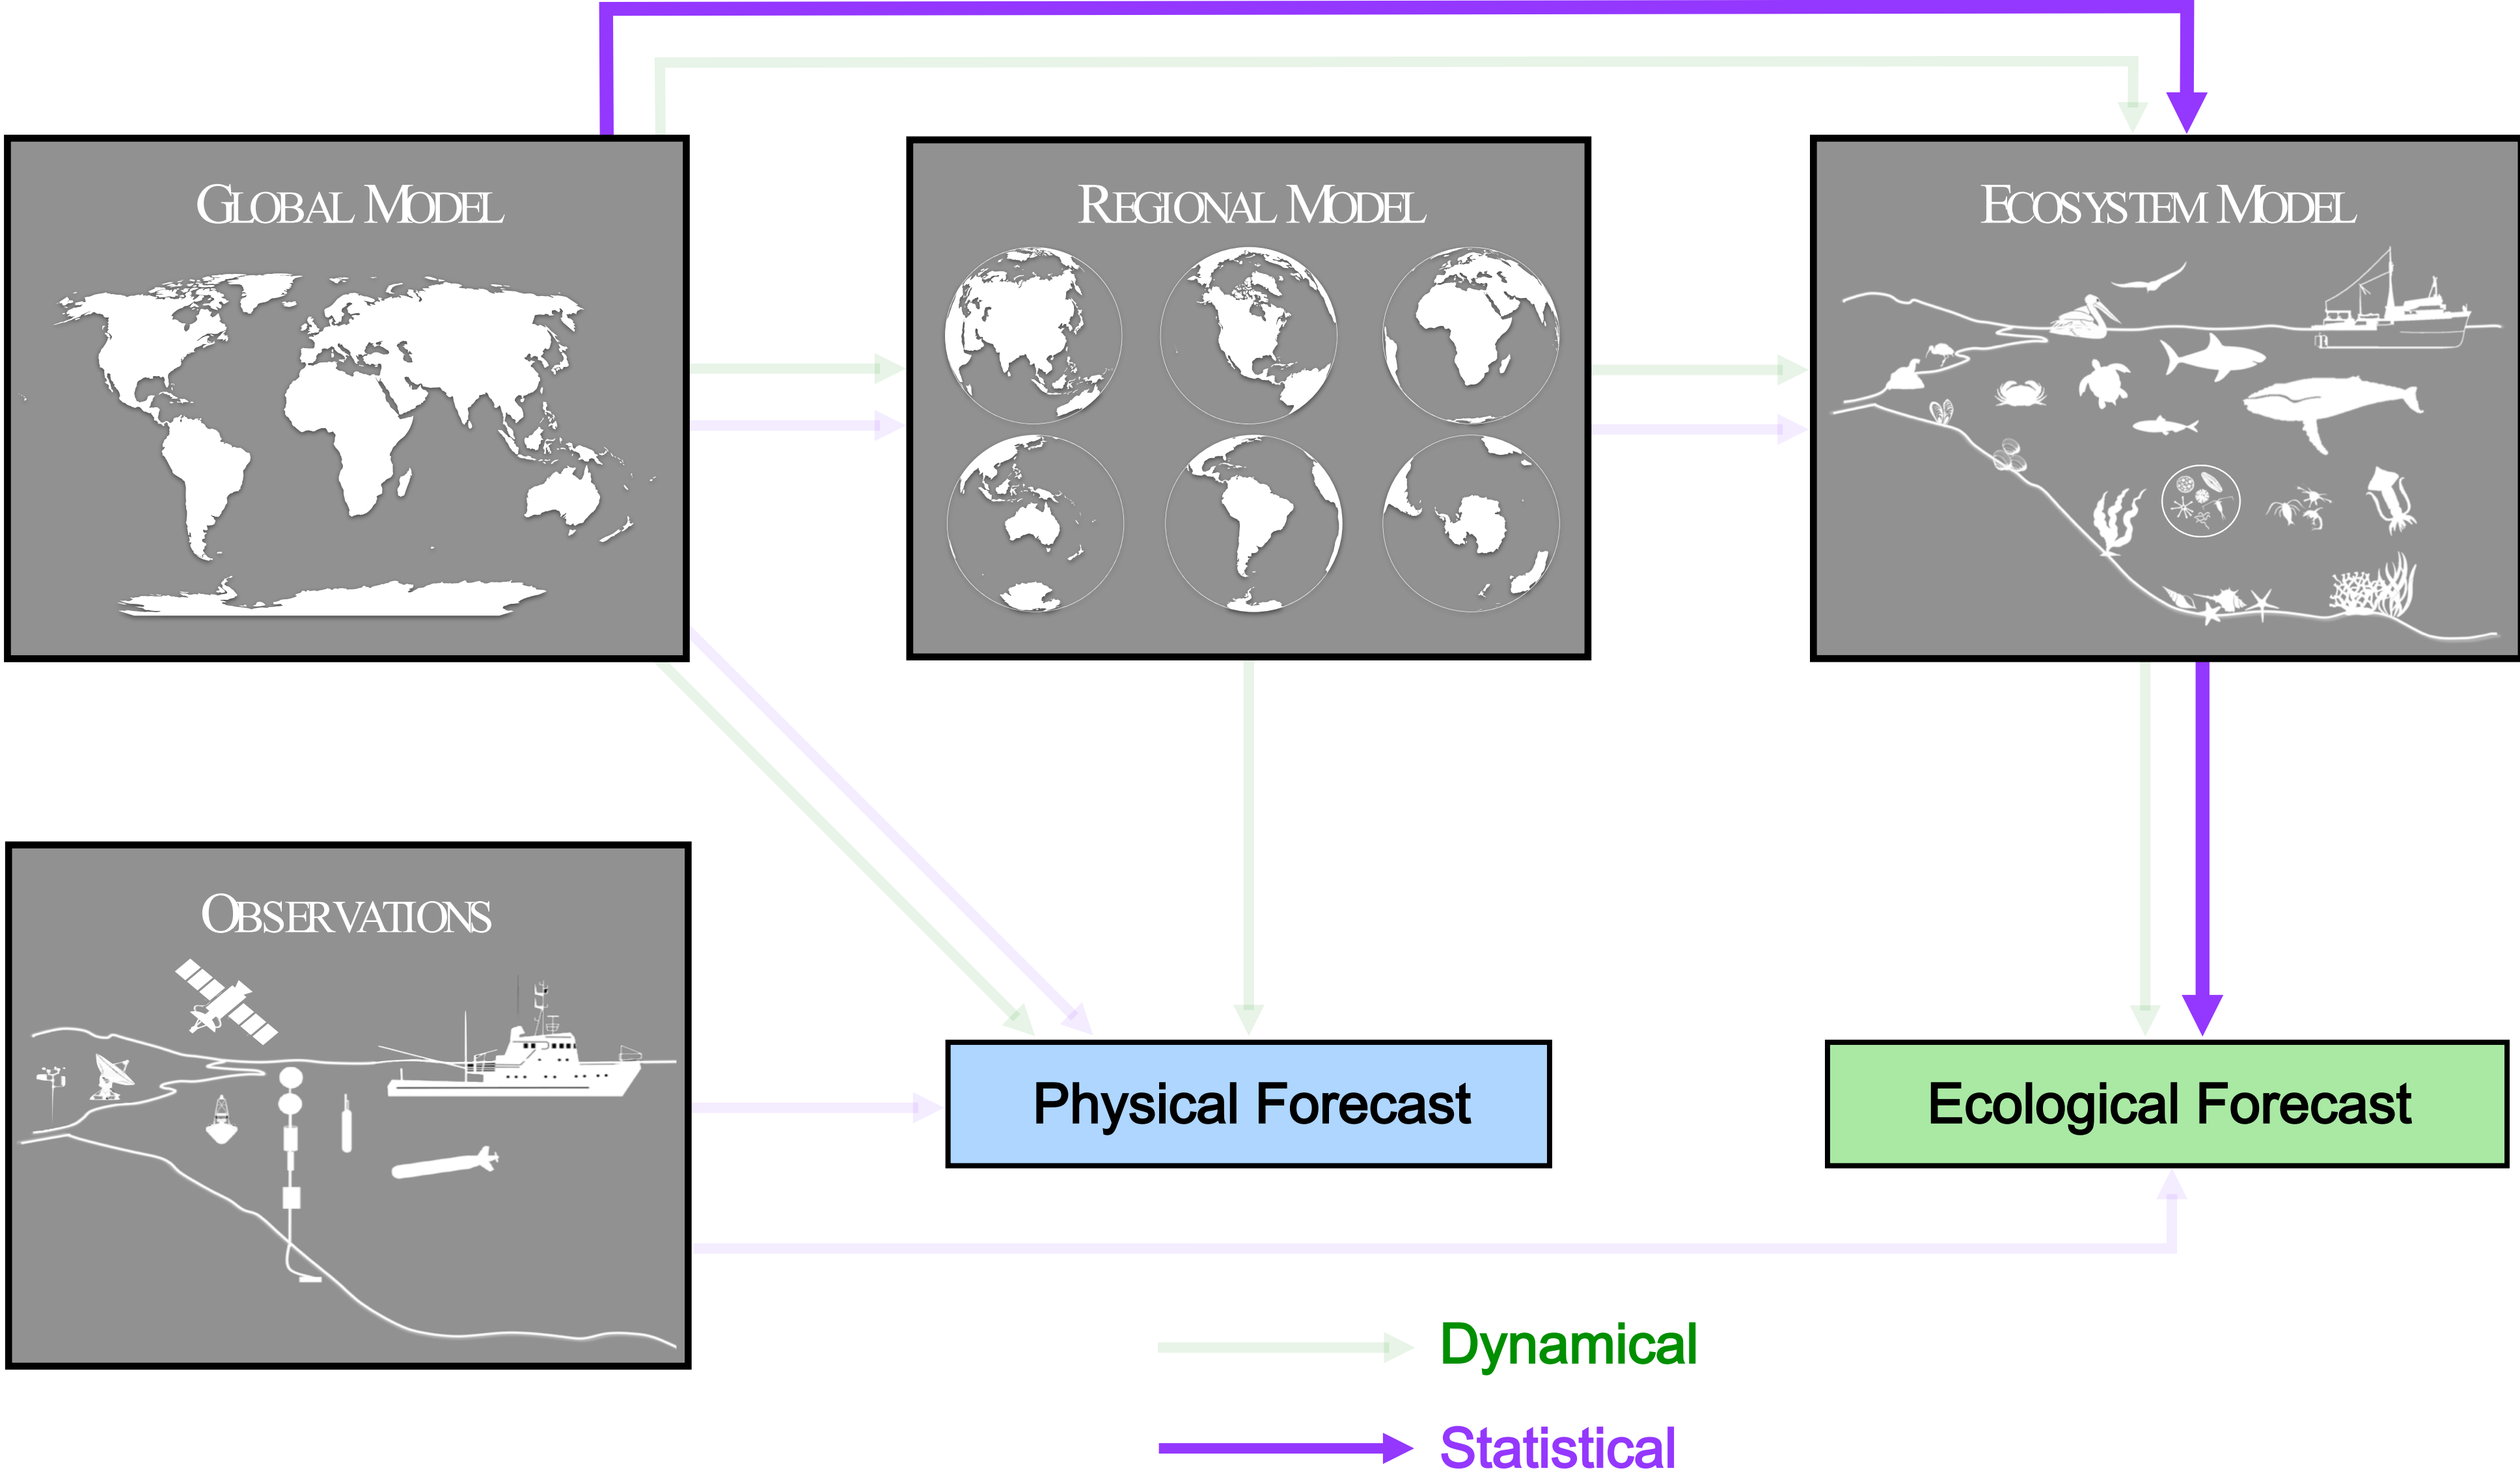 GLOBAL MODEL
REGIONAL MODEL
ECOSYSTEM MODEL
OBSERVATIONS
Physical Forecast
Ecological Forecast
Dynamical
Statistical